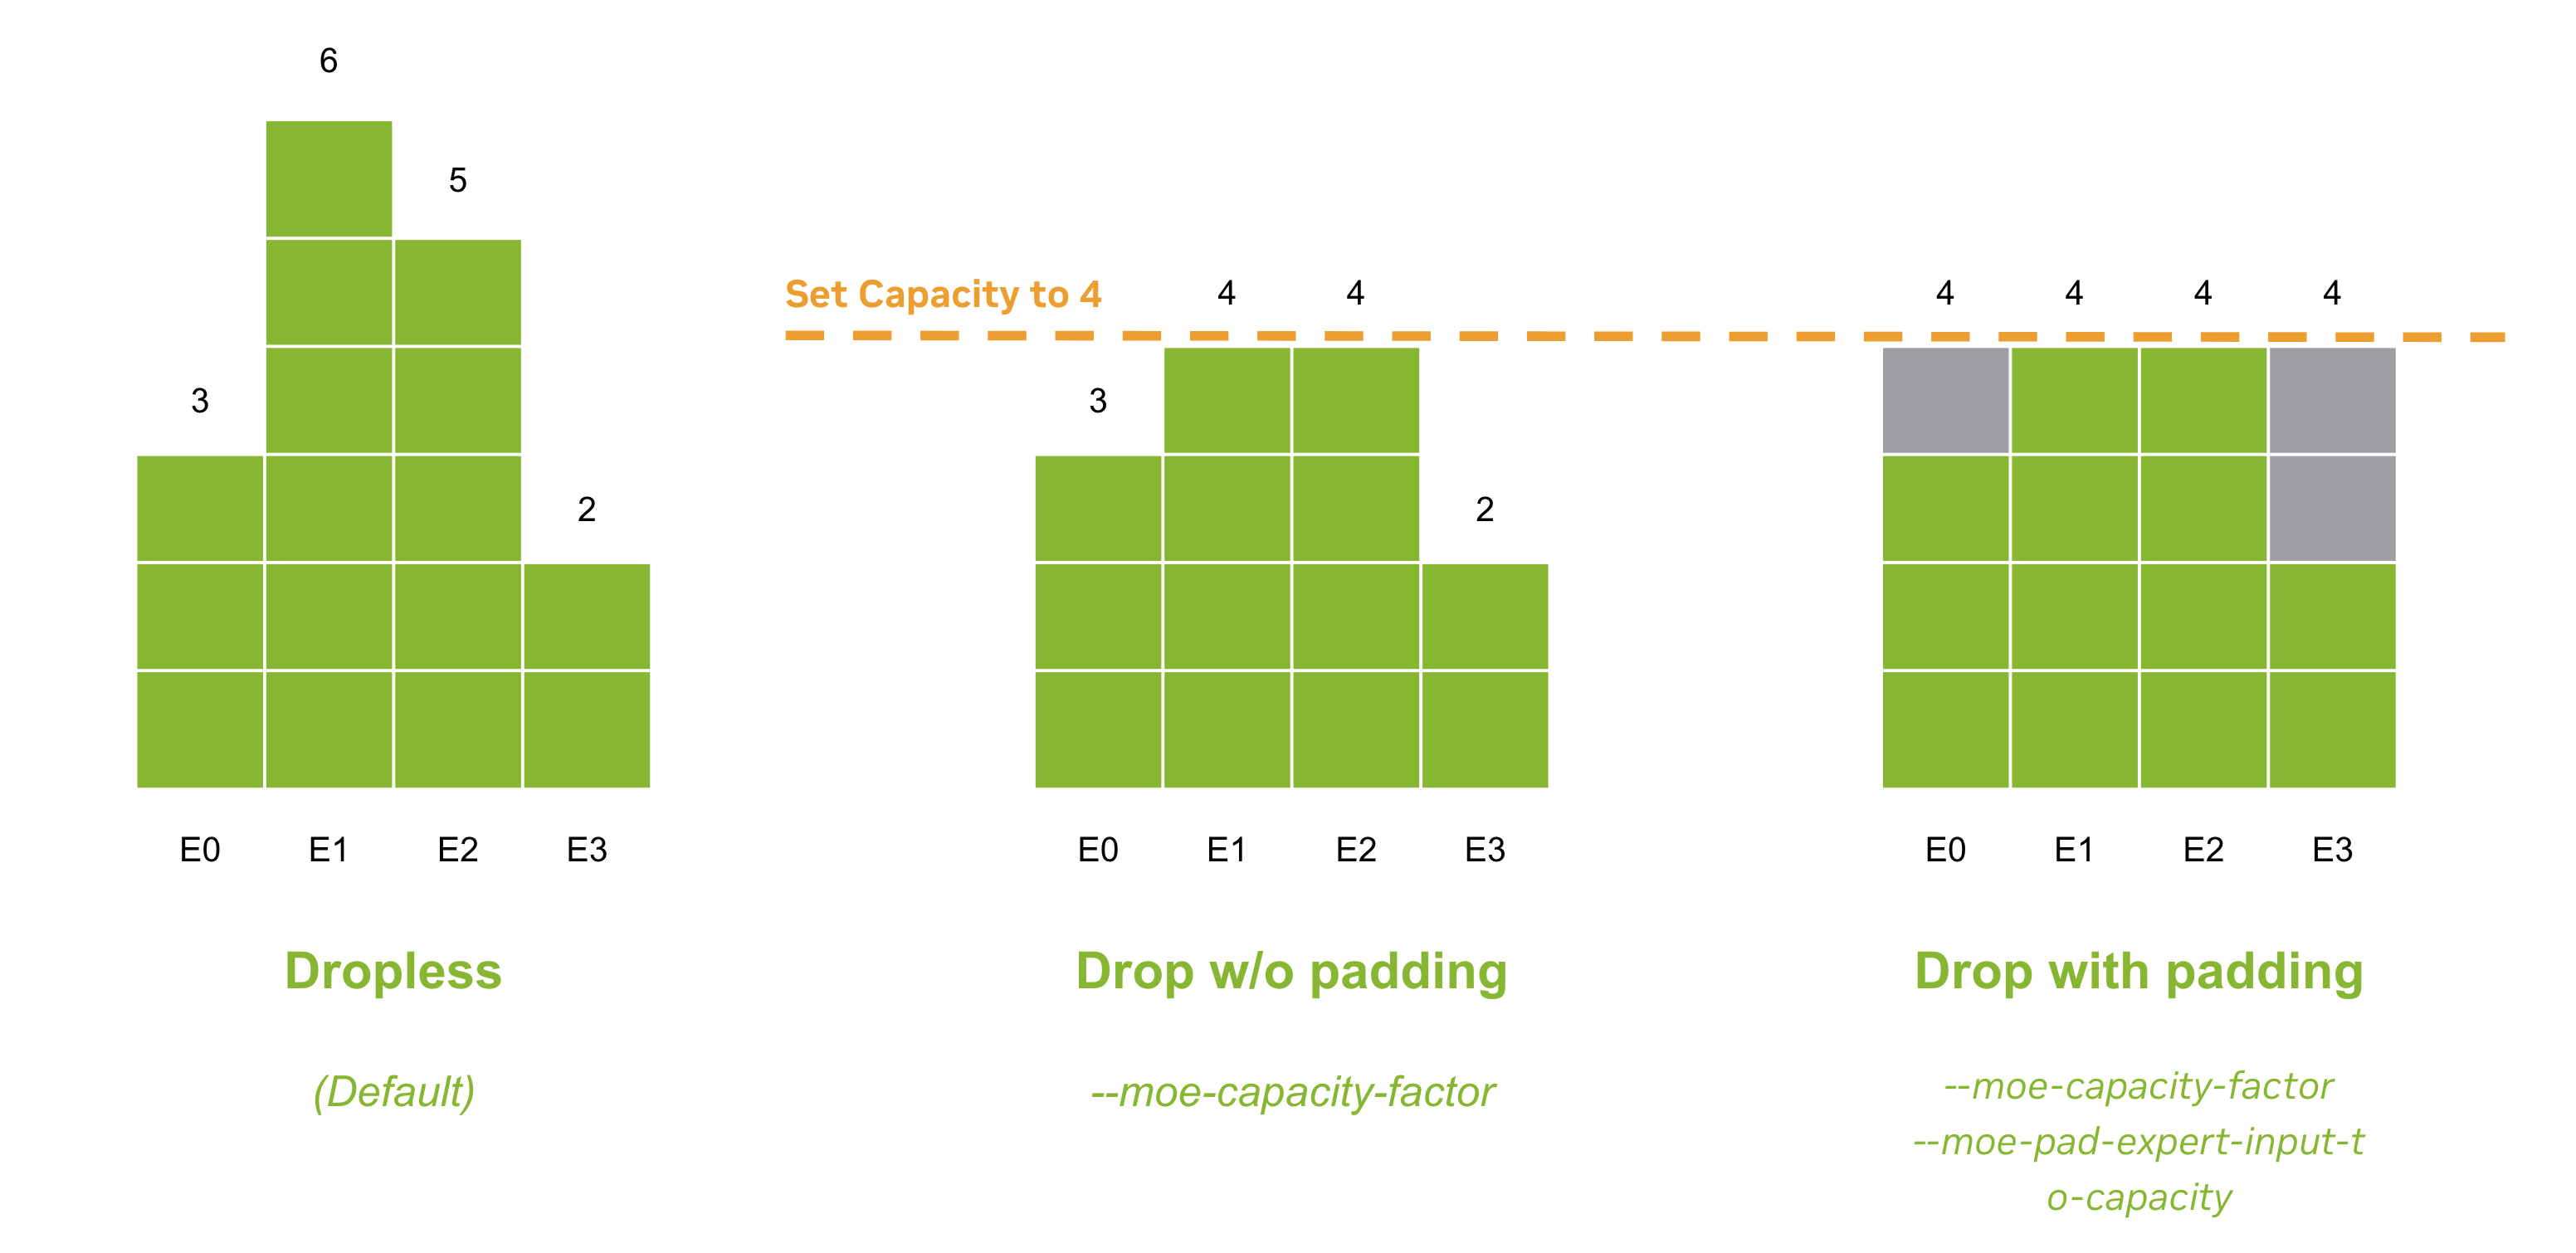 6
5
3
2
E0 E1 E2 E3
Dropless
(Default)
Set Capacity to 4
4 4
3
2
E0 E1 E2 E3
Drop w/o padding
--moe-capacity-factor
4 4 4 4
E0 E1 E2 E3
Drop with padding
--moe-capacity-factor
--moe-pad-expert-input-t
o-capacity